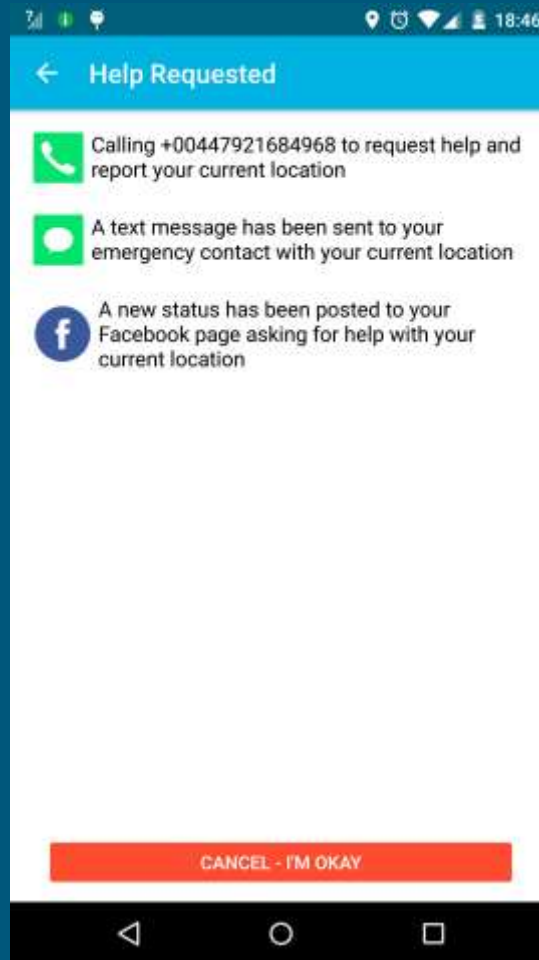 18:46
Help Requested
Calling +00447921684968 to request help and
report your current location
A text message has been sent to your
emergency contact with your current location
A new status has been posted to your
Facebook page asking for help with your
current location
CANCEL - I'M OKAY